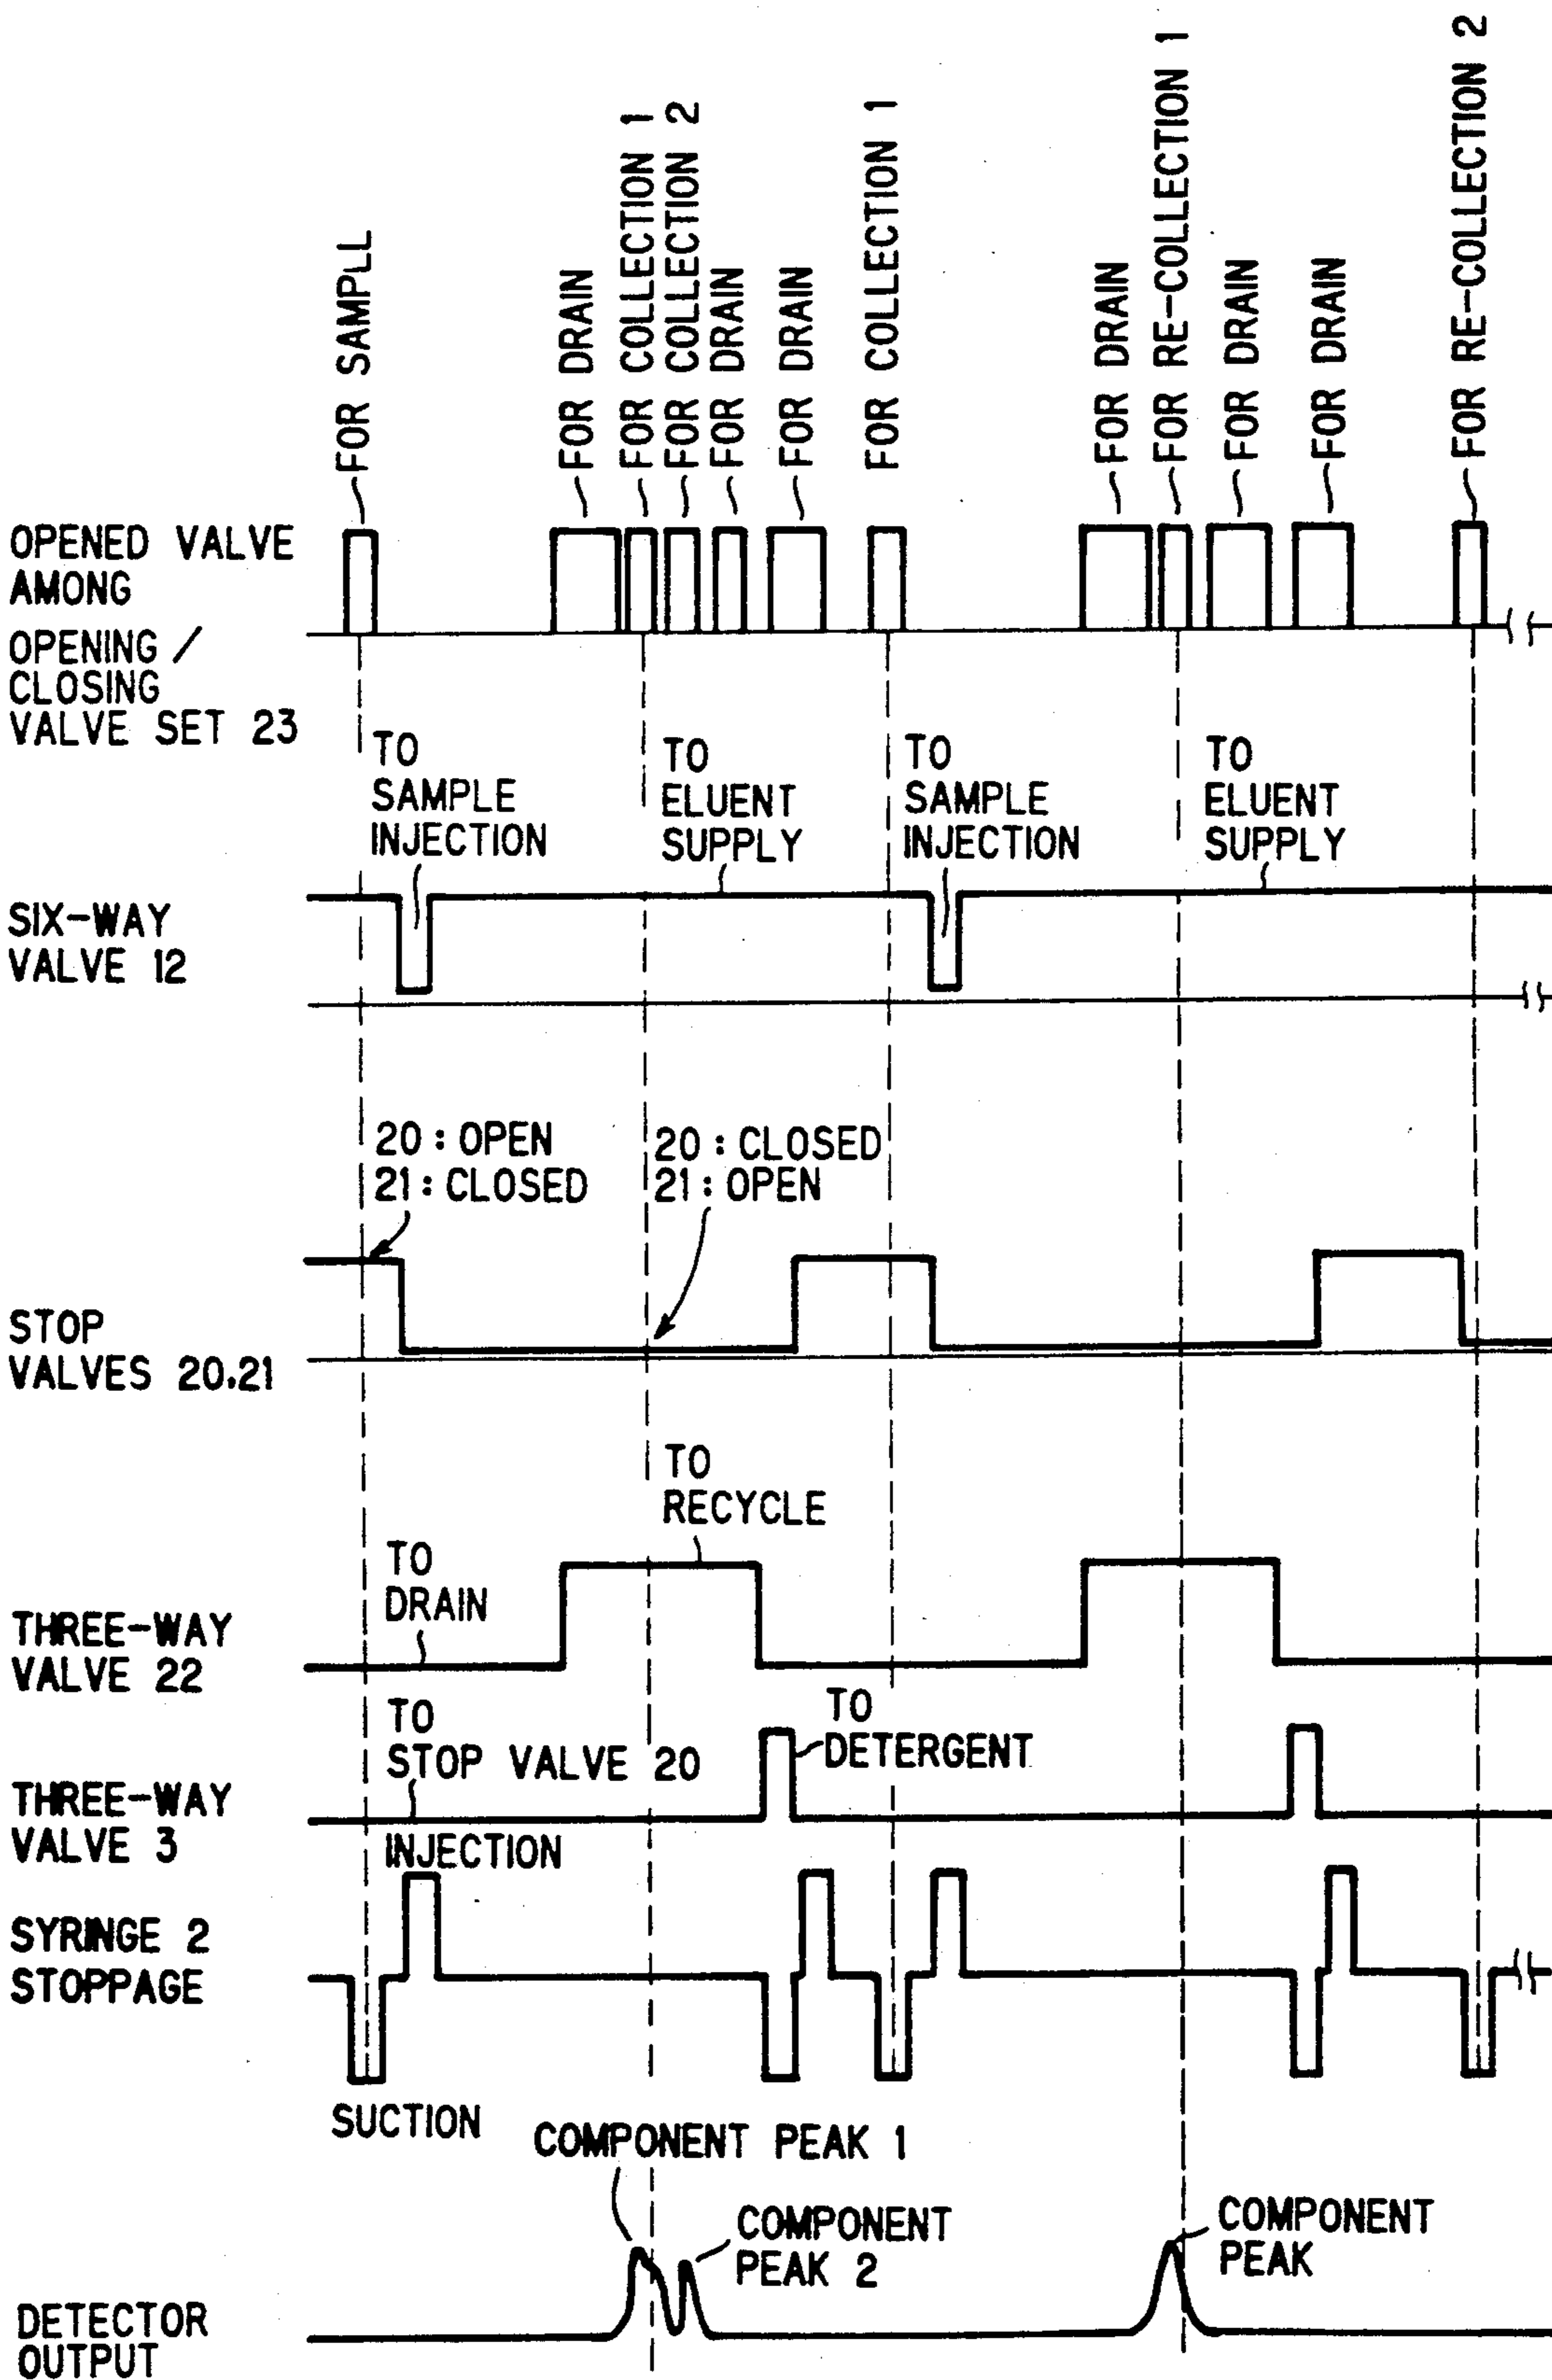 FOR SAMPLL
FOR DRAIN
FOR COLLECTION 1
FOR COLLECTION 2
FOR DRAIN
FOR DRAIN
FOR COLLECTION 1
FOR DRAIN
FOR RE-COLLECTION 1
FOR DRAIN
FOR DRAIN
FOR RE-COLLECTION 2
OPENED VALVE
AMONG
OPENING /
CLOSING
VALVE SET 23
TO
SAMPLE
INJECTION
TO
ELUENT
SUPPLY
TO
SAMPLE
INJECTION
TO
ELUENT
SUPPLY
SIX-WAY
VALVE 12
20 : OPEN
21 : CLOSED
20 : CLOSED
21 : OPEN
STOP
VALVES 20.21
TO
RECYCLE
TO
DRAIN
THREE-WAY
VALVE 22
TO
STOP VALVE 20
TO
DETERGENT
THREE-WAY
VALVE 3
INJECTION
SYRINGE 2
STOPPAGE
SUCTION
COMPONENT PEAK 1
COMPONENT
PEAK 2
COMPONENT
PEAK
DETECTOR
OUTPUT